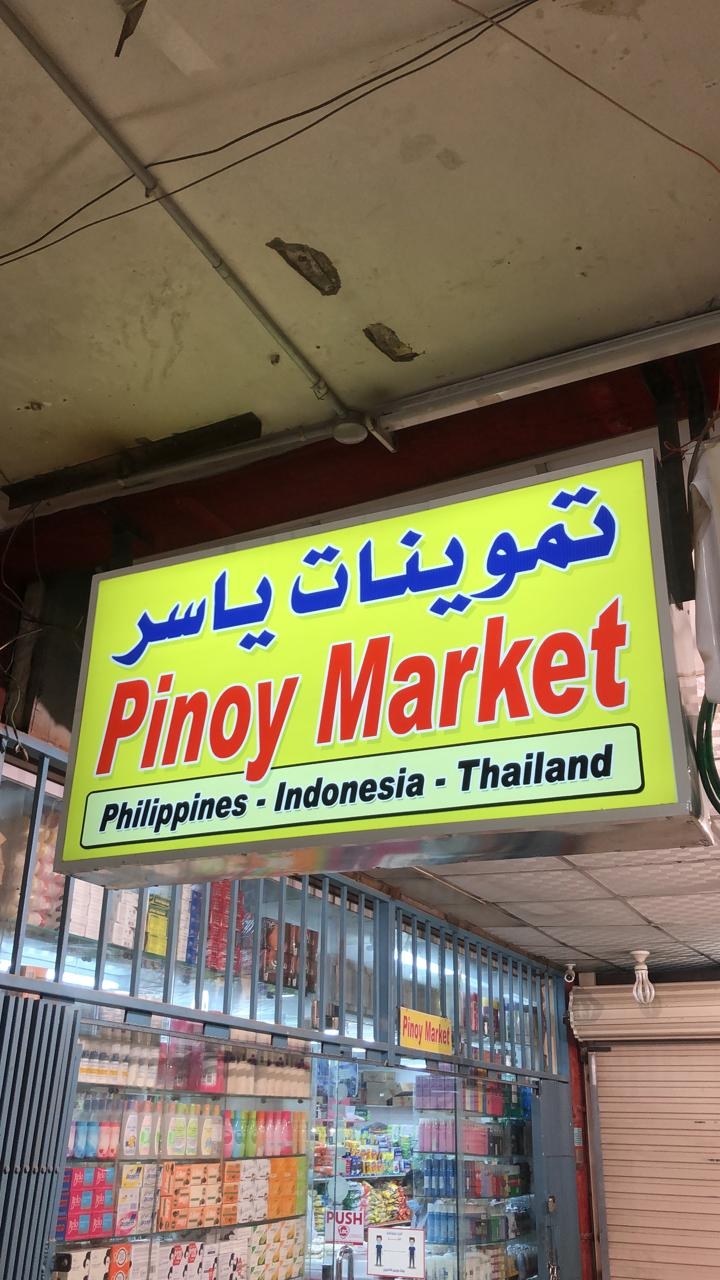 تموينات ياسر
Pinoy Market
Philippines - Indonesia - Thailand
Pinoy Market
PUSH